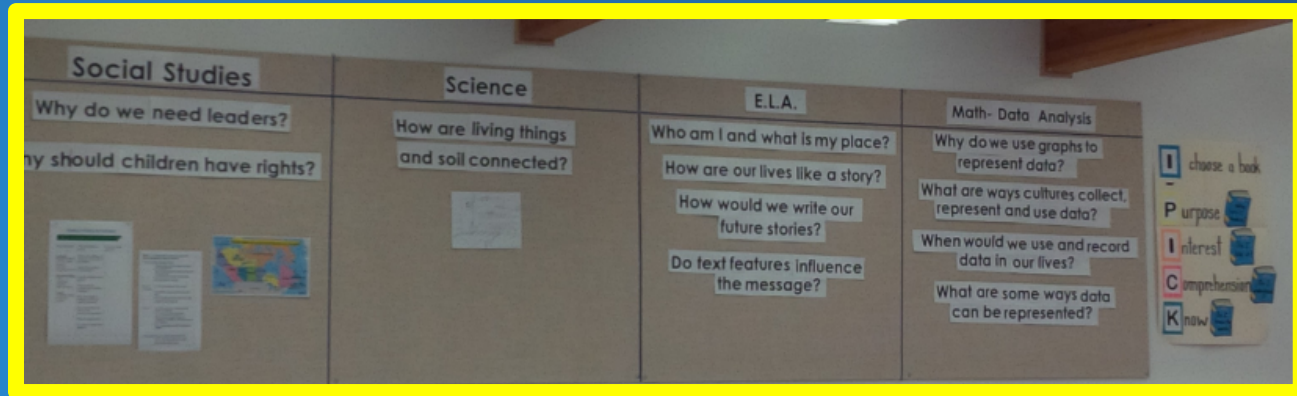 Social Studies
Why do we need leaders?
hy should children have rights?
Science
How are living things
and soil connected?
E.L.A.
Who am I and what is my place?
How are our lives like a story?
How would we write our
future stories?
Do text features influence
the message?
Math- Data Analysis
Why do we use graphs to
represent data?
What are ways cultures collect,
represent and use data?
When would we use and record
data in our lives?
What are some ways data
can be represented?
I choose a book
Purpose
Interest
Comprehension
Know